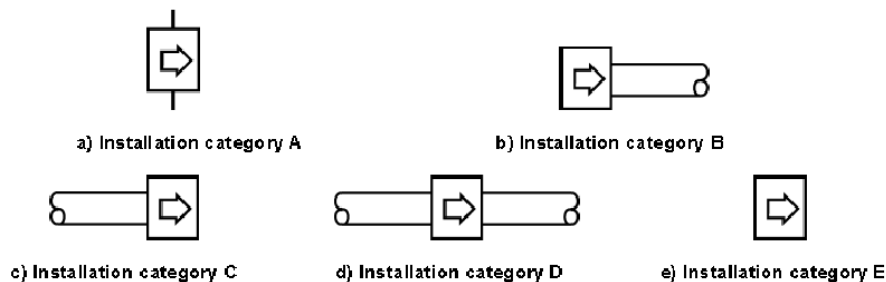 a) Installation category A
b) Installation category B
c) Installation category C
d) Installation category D
e) Installation category E